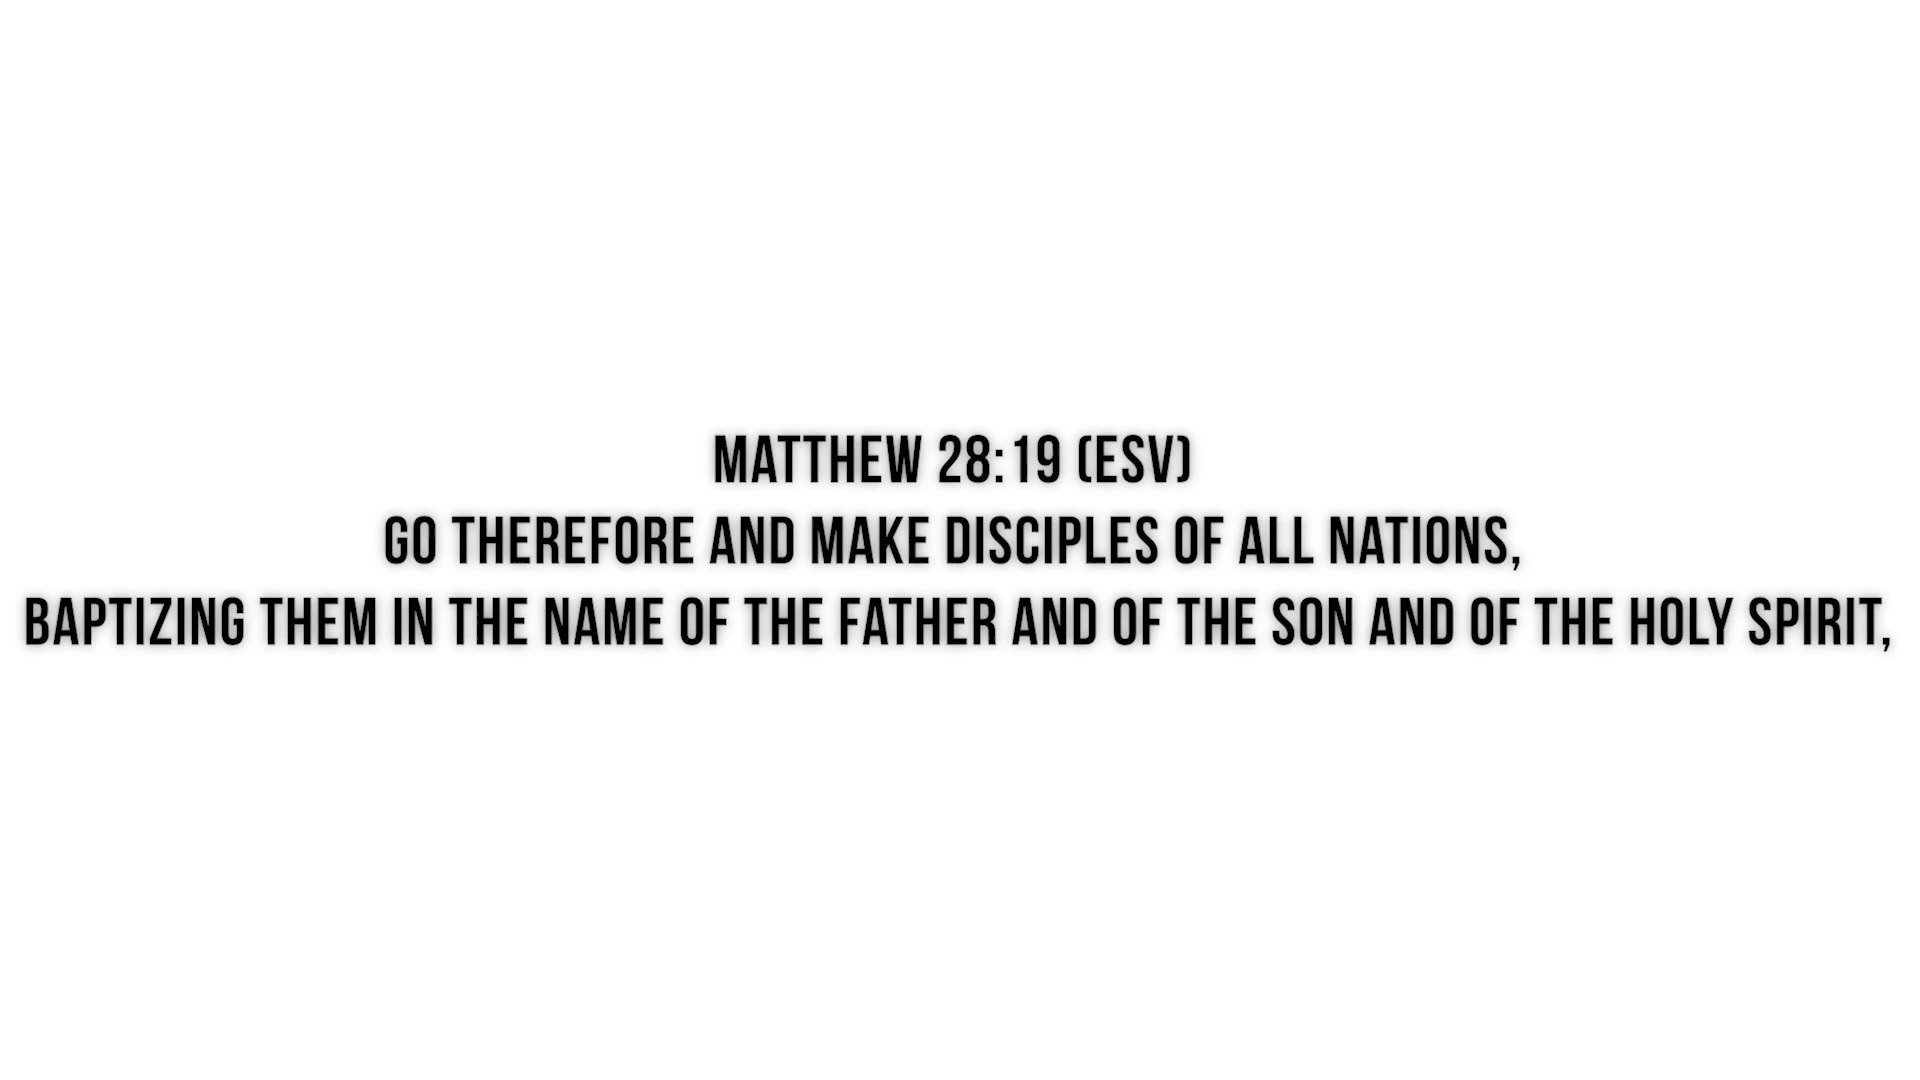 MATTHEW 28:19 (ESV)
GO THEREFORE AND MAKE DISCIPLES OF ALL NATIONS,
BAPTIZING THEM IN THE NAME OF THE FATHER AND OF THE SON AND OF THE HOLY SPIRIT,